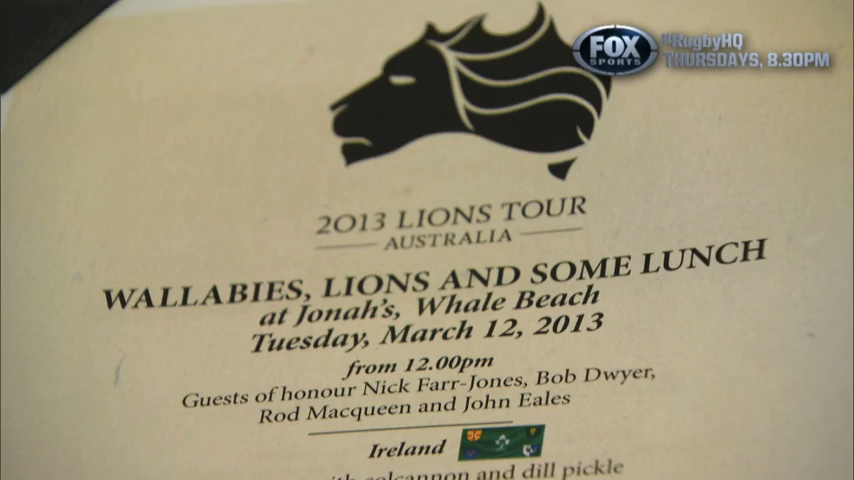 FOX
SPORTS
#RugbyHQ
THURSDAYS, 8.30PM
2013 LIONS TOUR
AUSTRALIA
WALLABIES, LIONS AND SOME LUNCH
at Jonah's, Whale Beach
Tuesday, March 12, 2013
from 12.00pm
Guests of honour Nick Farr-Jones, Bob Dwyer,
Rod Macqueen and John Eales
Ireland
with colcannon and dill pickle